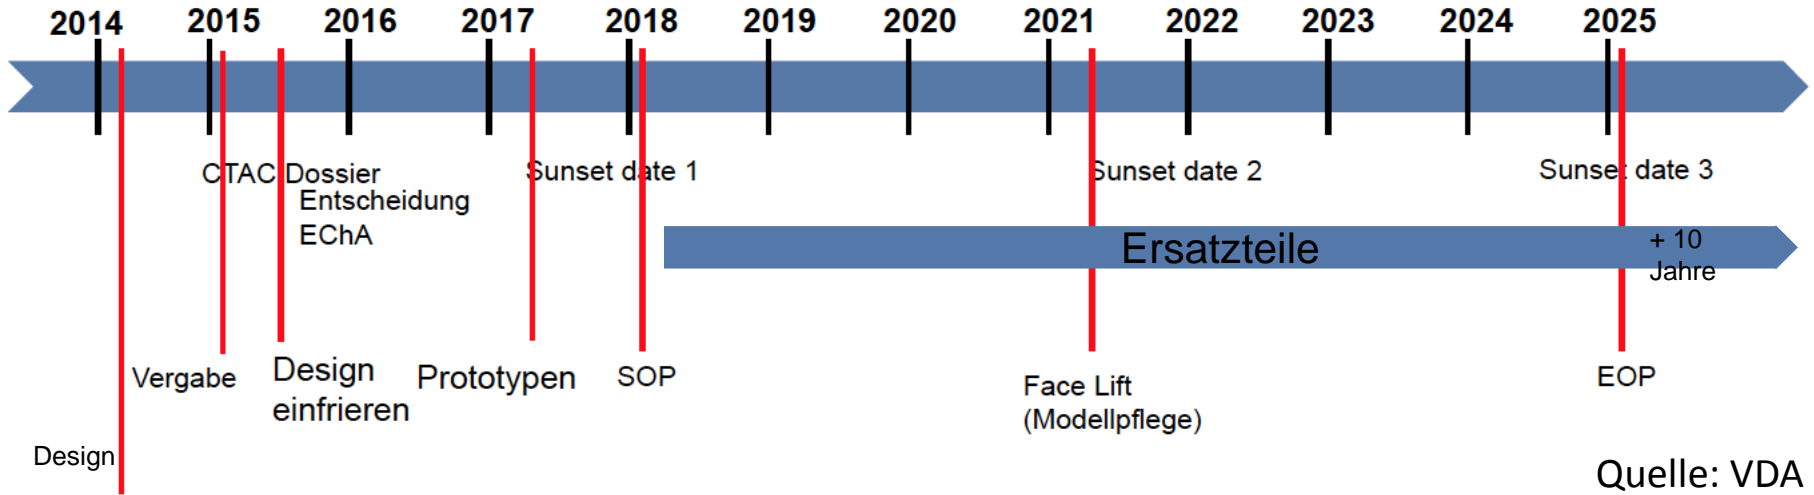 2014 2015 2016 2017 2018 2019 2020 2021 2022 2023 2024 2025
CTAC Dossier
Entscheidung
EChA
Sunset date 1
Sunset date 2
Sunset date 3
Ersatzteile
+ 10
Jahre
Design
Vergabe
Design
einfrieren
Prototypen
SOP
Face Lift
(Modellpflege)
EOP
Quelle: VDA